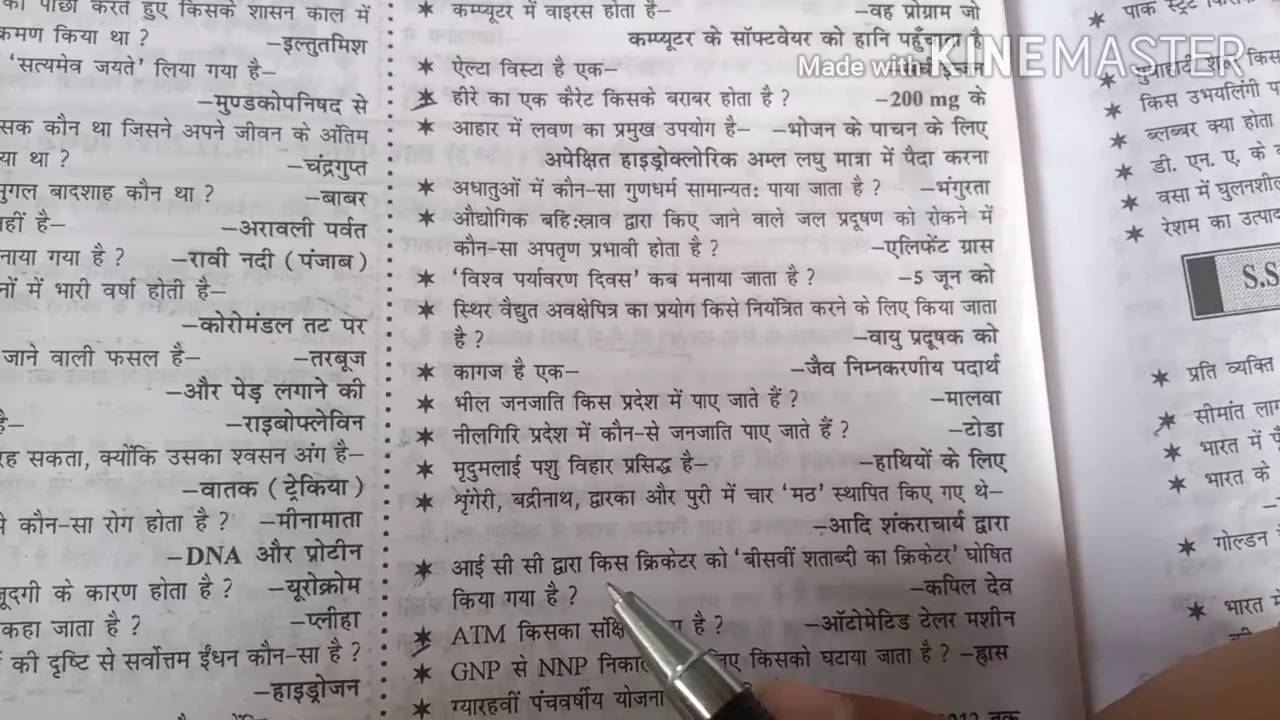 का पीछा करते हुए किसके शासन काल में
क्रमण किया था ? –इल्तुतमिश
'सत्यमेव जयते' लिया गया है–
–मुण्डकोपनिषद से
सक कौन था जिसने अपने जीवन के अंतिम
या था ? –चंद्रगुप्त
मुगल बादशाह कौन था ? –बाबर
नहीं है– –अरावली पर्वत
नाया गया है ? –रावी नदी (पंजाब)
नों में भारी वर्षा होती है–
–कोरोमंडल तट पर
जाने वाली फसल है– –तरबूज
–और पेड़ लगाने की
है– –राइबोफ्लेविन
रह सकता, क्योंकि उसका श्वसन अंग है–
–वातक (ट्रेकिया)
से कौन-सा रोग होता है ? –मीनामाता
–DNA और प्रोटीन
जूदगी के कारण होता है ? –यूरोक्रोम
कहा जाता है ? –प्लीहा
की दृष्टि से सर्वोत्तम ईंधन कौन-सा है ?
–हाइड्रोजन
★ कम्प्यूटर में वाइरस होता है– –वह प्रोग्राम जो
कम्प्यूटर के सॉफ्टवेयर को हानि पहुँचाता है
★ ऐल्टा विस्टा है एक–
★ हीरे का एक कैरेट किसके बराबर होता है ? –200 mg के
★ आहार में लवण का प्रमुख उपयोग है– –भोजन के पाचन के लिए
अपेक्षित हाइड्रोक्लोरिक अम्ल लघु मात्रा में पैदा करना
★ अधातुओं में कौन-सा गुणधर्म सामान्यत: पाया जाता है ? –भंगुरता
★ औद्योगिक बहि:स्राव द्वारा किए जाने वाले जल प्रदूषण को रोकने में
कौन-सा अपतृण प्रभावी होता है ? –एलिफेंट ग्रास
★ 'विश्व पर्यावरण दिवस' कब मनाया जाता है ? –5 जून को
★ स्थिर वैद्युत अवक्षेपित्र का प्रयोग किसे नियंत्रित करने के लिए किया जाता
है ? –वायु प्रदूषक को
★ कागज है एक– –जैव निम्नकरणीय पदार्थ
★ भील जनजाति किस प्रदेश में पाए जाते हैं ? –मालवा
★ नीलगिरि प्रदेश में कौन-से जनजाति पाए जाते हैं ? –टोडा
★ मुदुमलाई पशु विहार प्रसिद्ध है– –हाथियों के लिए
★ श्रृंगेरी, बद्रीनाथ, द्वारका और पुरी में चार 'मठ' स्थापित किए गए थे–
–आदि शंकराचार्य द्वारा
★ आई सी सी द्वारा किस क्रिकेटर को 'बीसवीं शताब्दी का क्रिकेटर' घोषित
किया गया है ? –कपिल देव
★ ATM किसका है ? –ऑटोमेटिड टेलर मशीन
★ GNP से NNP किसको घटाया जाता है ? –ह्रास
★ ग्यारहवीं पंचवर्षीय योजना
Made with KINEMASTER
★ पाक स्ट्रेट
★ किस उभयलिंगी
★ ब्लब्बर क्या होता
★ डी. एन. ए. के
★ वसा में घुलनशील
★ रेशम का उत्पाद
S.S
★ प्रति व्यक्ति
★ सीमांत
★ भारत में
★ भारत के
★ गोल्डन
★ भारत